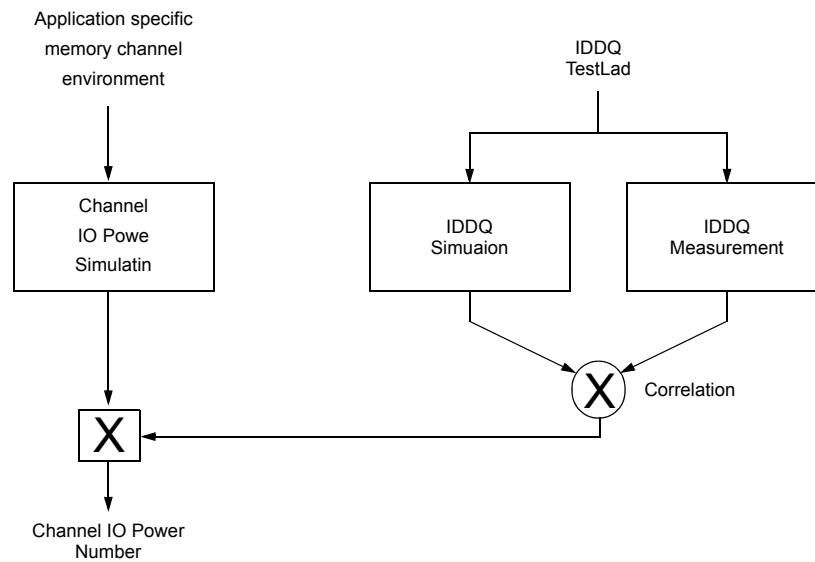 Application specific
memory channel
environment
IDDQ
TestLad
Channel
IO Powe
Simulatin
IDDQ
Simuaion
IDDQ
Measurement
X
Correlation
X
Channel IO Power
Number